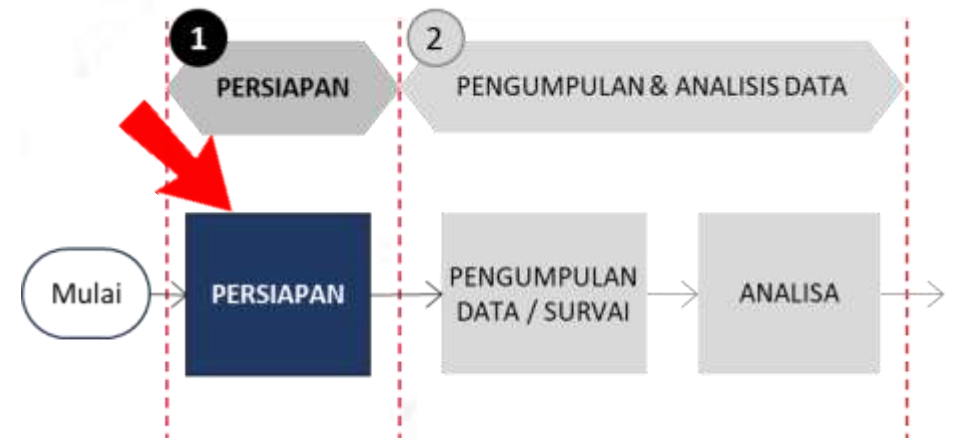 1
2
PERSIAPAN
PENGUMPULAN & ANALISIS DATA
Mulai
PERSIAPAN
PENGUMPULAN
DATA / SURVAI
ANALISA